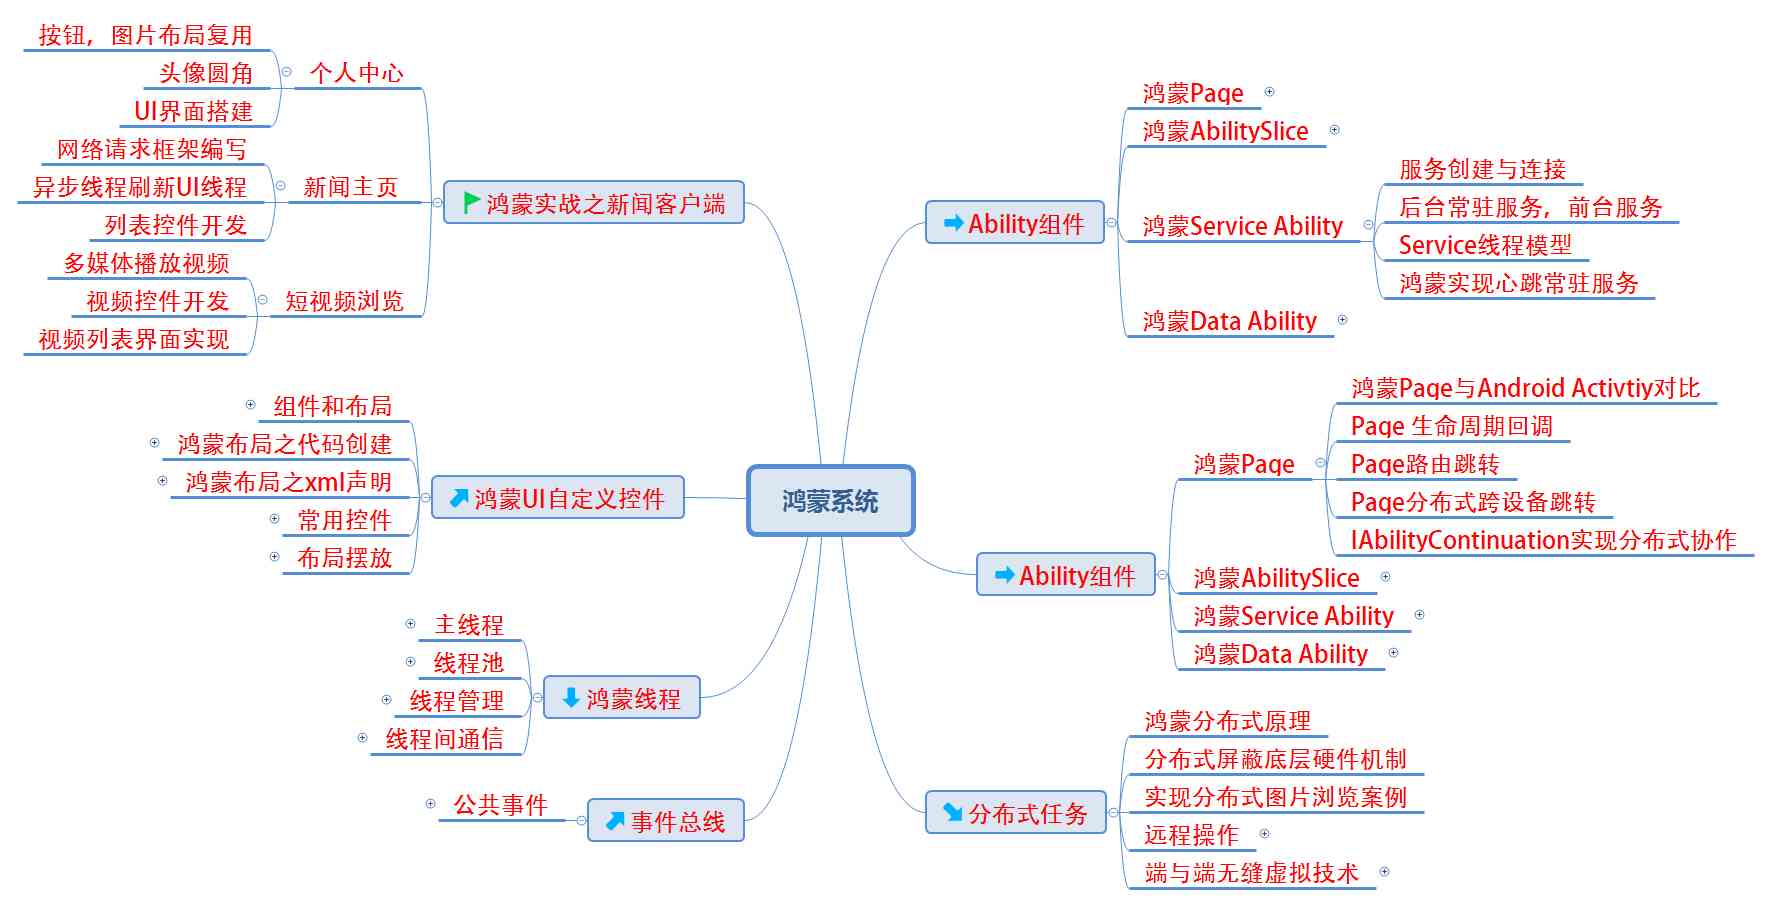 鸿蒙系统
Ability组件
鸿蒙Page
鸿蒙AbilitySlice
鸿蒙Service Ability
服务创建与连接
后台常驻服务，前台服务
Service线程模型
鸿蒙实现心跳常驻服务
鸿蒙Data Ability
Ability组件
鸿蒙Page
鸿蒙Page与Android Activtiy对比
Page 生命周期回调
Page路由跳转
Page分布式跨设备跳转
IAbilityContinuation实现分布式协作
鸿蒙AbilitySlice
鸿蒙Service Ability
鸿蒙Data Ability
分布式任务
鸿蒙分布式原理
分布式屏蔽底层硬件机制
实现分布式图片浏览案例
远程操作
端与端无缝虚拟技术
鸿蒙实战之新闻客户端
个人中心
按钮，图片布局复用
头像圆角
UI界面搭建
新闻主页
网络请求框架编写
异步线程刷新UI线程
列表控件开发
短视频浏览
多媒体播放视频
视频控件开发
视频列表界面实现
鸿蒙UI自定义控件
组件和布局
鸿蒙布局之代码创建
鸿蒙布局之xml声明
常用控件
布局摆放
鸿蒙线程
主线程
线程池
线程管理
线程间通信
事件总线
公共事件